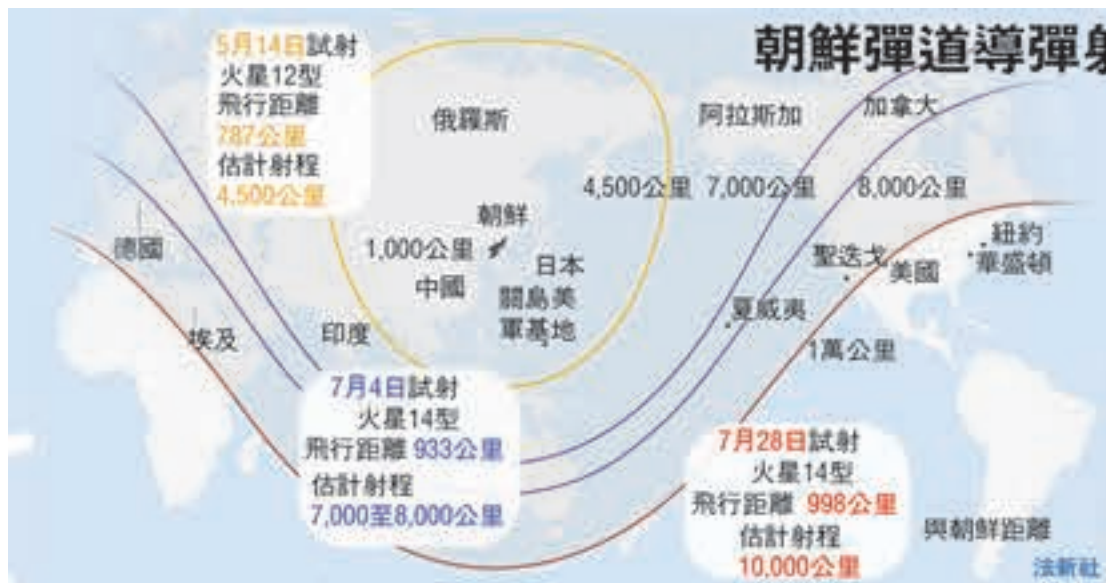 朝鮮彈道導彈射
5月14日試射
火星12型
飛行距離
787公里
估計射程
4,500公里
俄羅斯
阿拉斯加
加拿大
4,500公里
7,000公里
8,000公里
朝鮮
1,000公里
中國
日本
關島美
軍基地
德國
埃及
印度
夏威夷
聖迭戈
美國
紐約
華盛頓
1萬公里
7月4日試射
火星14型
飛行距離 933公里
估計射程
7,000至8,000公里
7月28日試射
火星14型
飛行距離 998公里
估計射程
10,000公里
與朝鮮距離
法新社